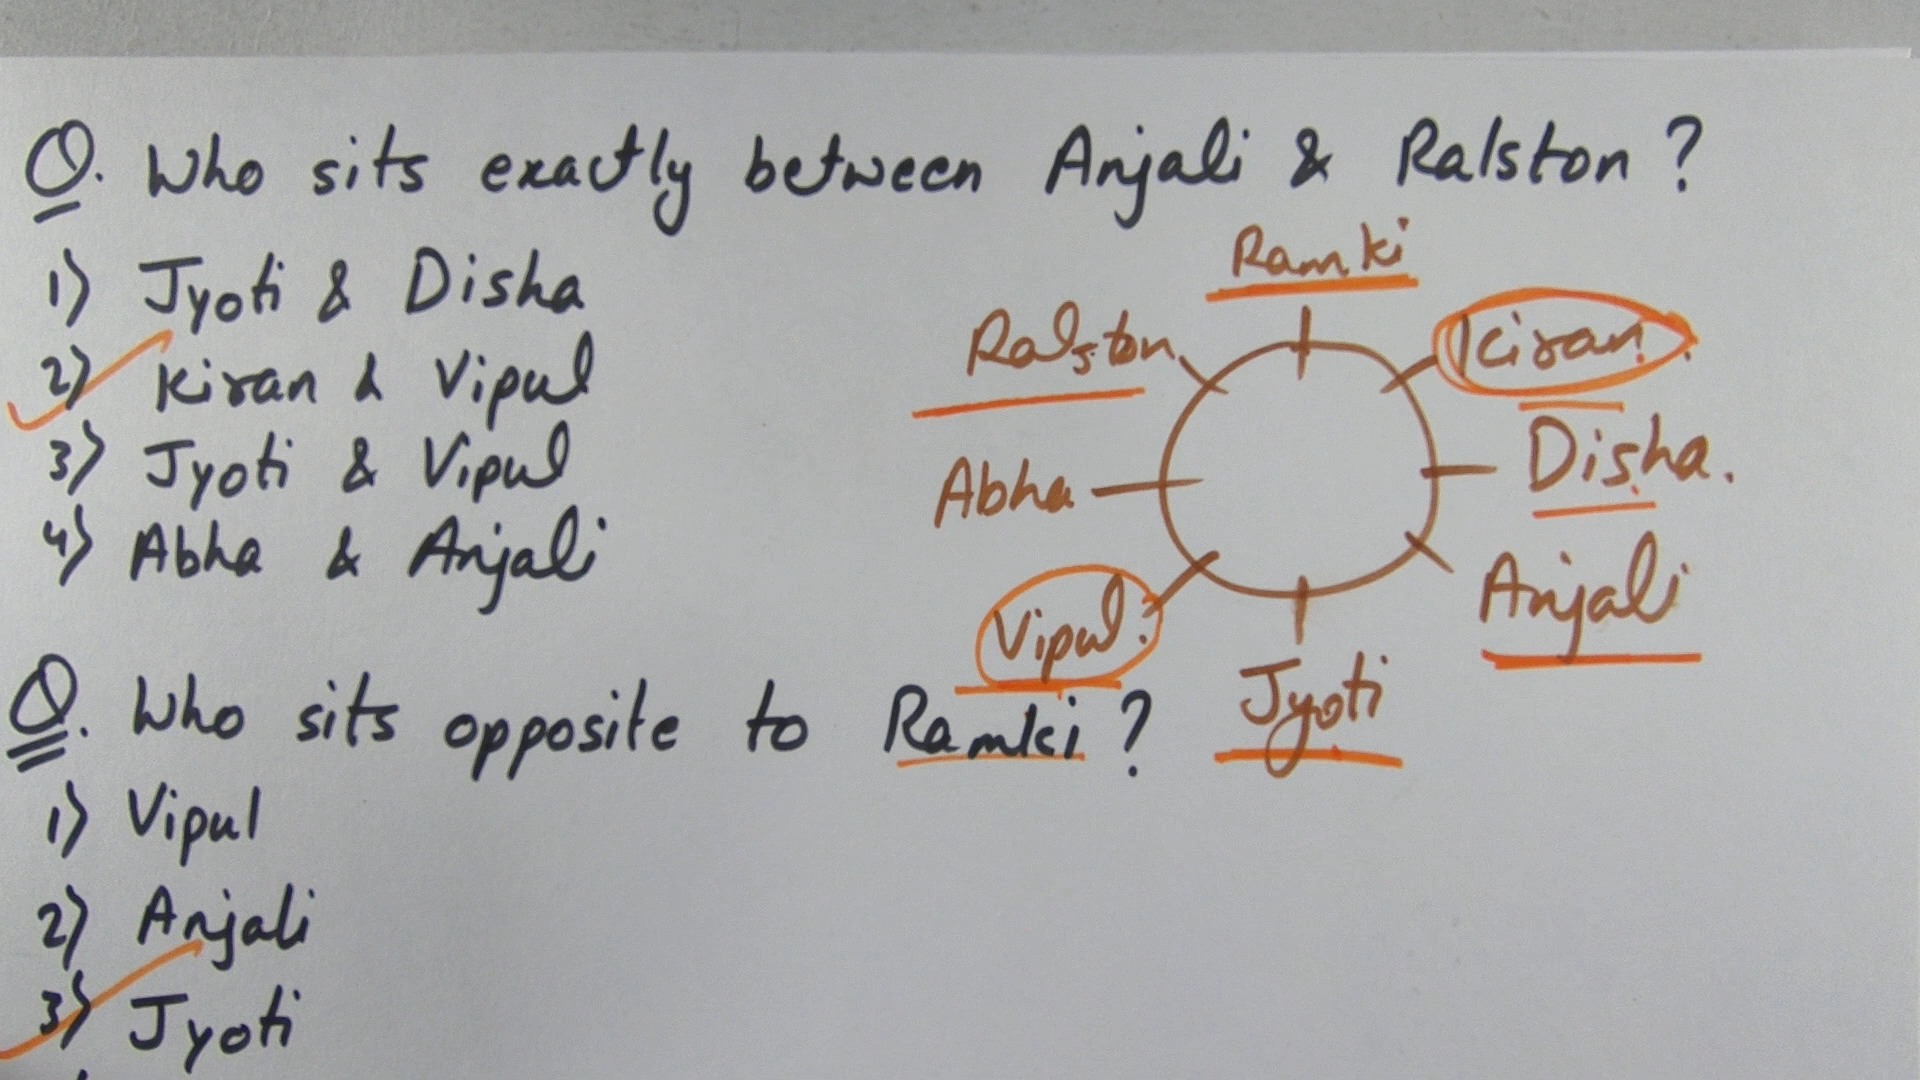 Q. Who sits exactly between Anjali & Ralston?
1) Jyoti & Disha
2) Kiran & Vipul
3) Jyoti & Vipul
4) Abha & Anjali
Ramki
Ralston
Kiran
Abha
Disha.
Vipul
Anjali
Jyoti
Q. Who sits opposite to Ramki?
1) Vipul
2) Anjali
3) Jyoti